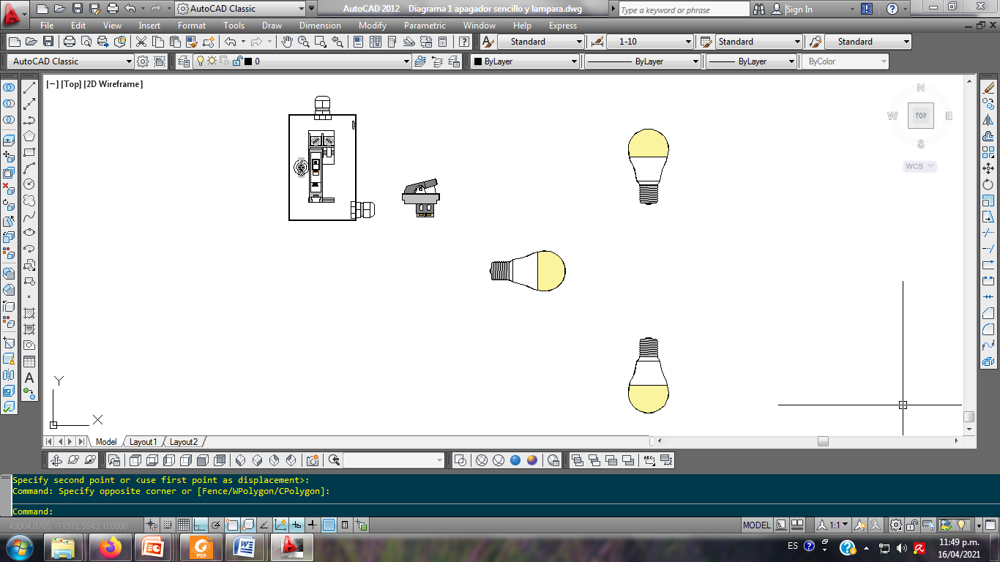 AutoCAD Classic
AutoCAD 2012 Diagrama 1 apagador sencillo y lampara.dwg
Type a keyword or phrase
Sign In
File Edit View Insert Format Tools Draw Dimension Modify Parametric Window Help Express
Standard 1-10 Standard Standard
AutoCAD Classic 0 ByLayer ByLayer ByLayer ByColor
[−] [Top] [2D Wireframe]
N
W TOP E
S
WCS
Y
X
Model Layout1 Layout2
Specify second point or <use first point as displacement>:
Command: Specify opposite corner or [Fence/WPolygon/CPolygon]:
Command:
49004.0765, -11972.5843, 0.0000 MODEL 1:1
PDF
ES
11:49 p.m.
16/04/2021